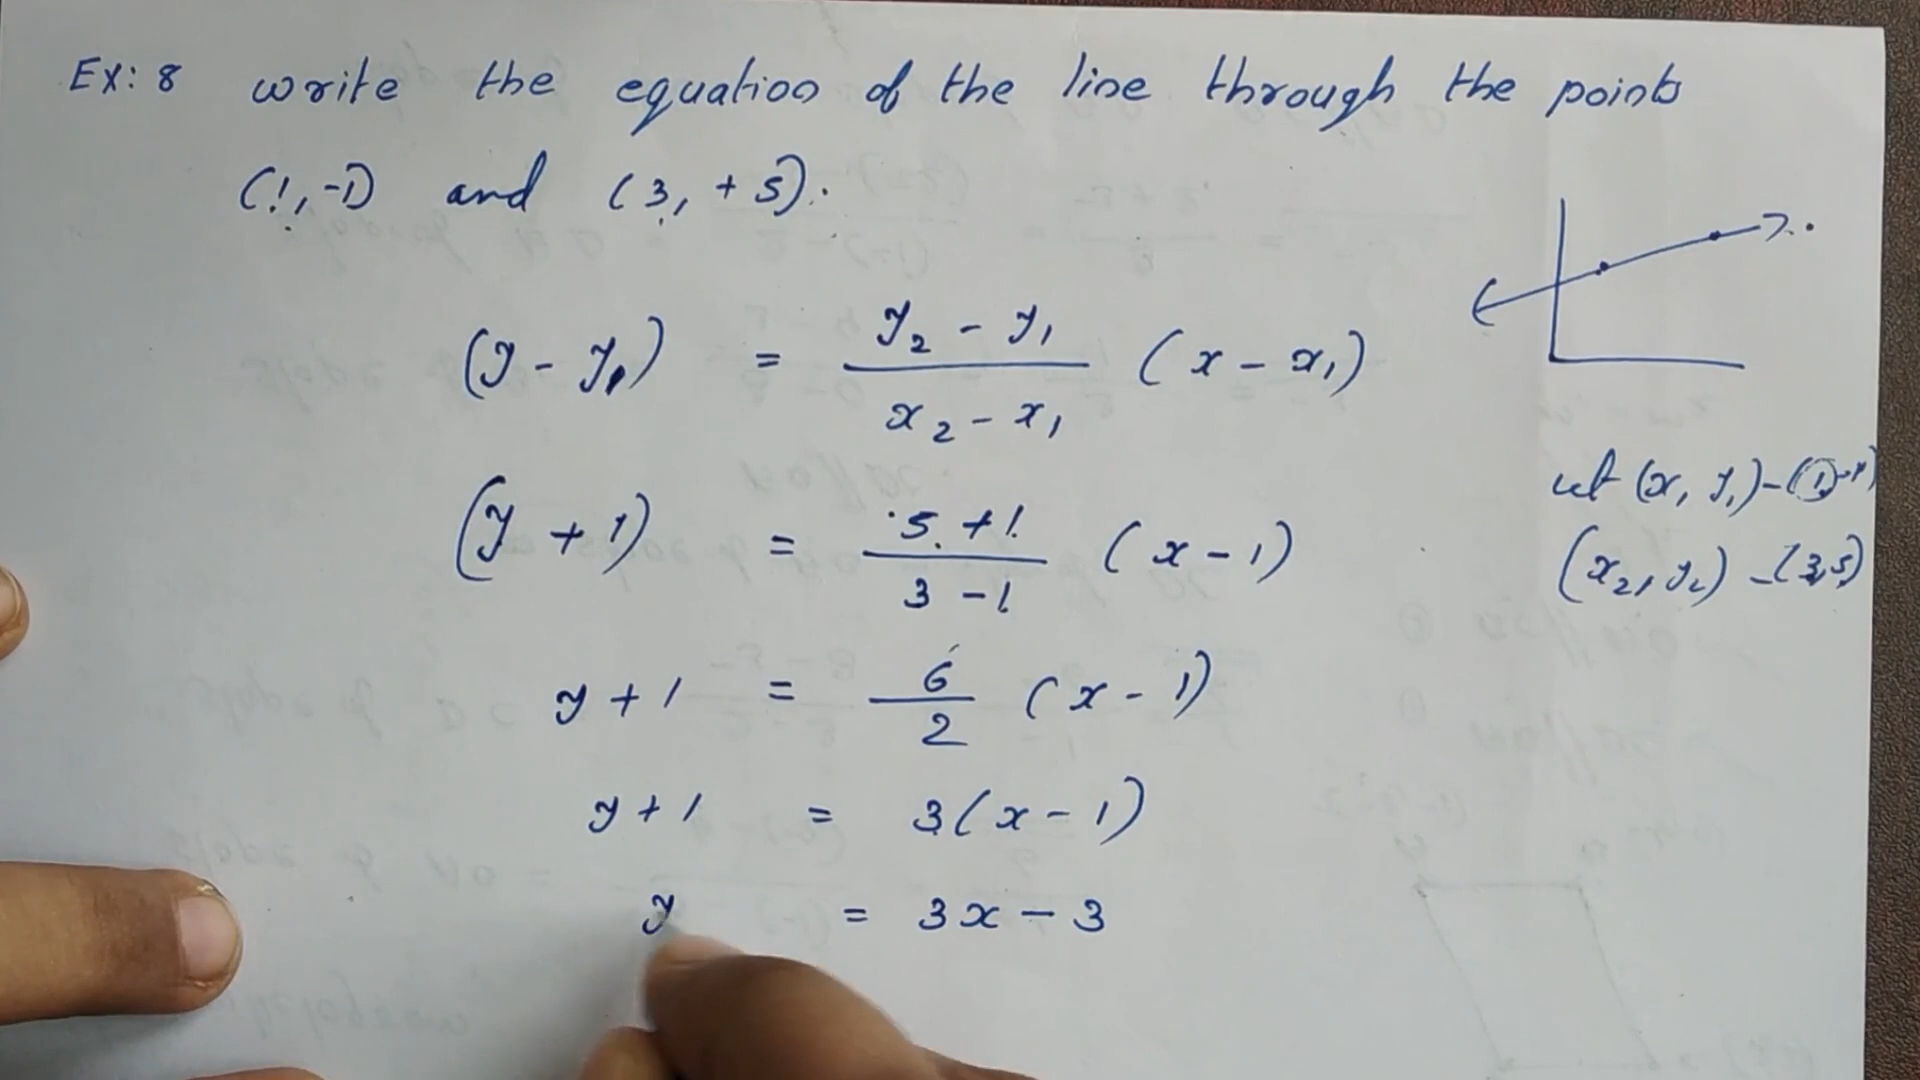 Ex: 8 write the equation of the line through the points
(1, -1) and (3, +5).
(y - y₁) = y₂ - y₁ / x₂ - x₁ (x - x₁)
(y + 1) = 5 + 1 / 3 - 1 (x - 1)
y + 1 = 6 / 2 (x - 1)
y + 1 = 3(x - 1)
y = 3x - 3
let (x, y₁) - (1, -1)
(x₂, y₂) - (3, 5)